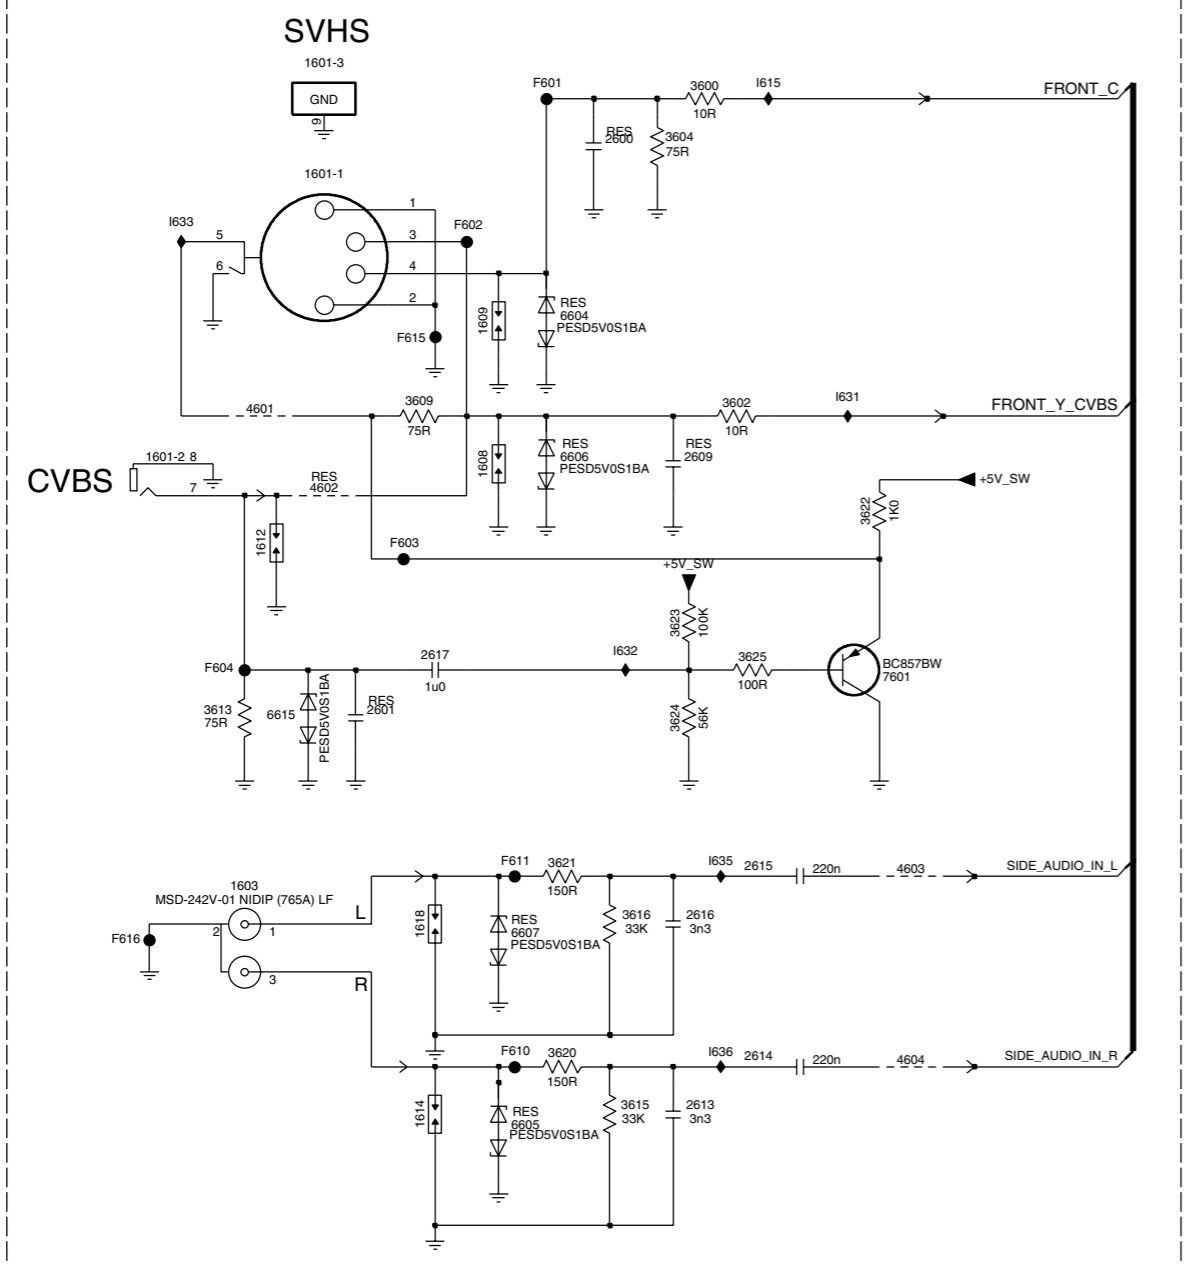 SVHS
1601-3
GND
9
1601-1
F601
3600
10R
I615
FRONT_C
RES
2600
3604
75R
I633
5
6
1
3
4
2
F602
F615
1609
RES
6604
PESD5V0S1BA
4601
3609
75R
3602
10R
I631
FRONT_Y_CVBS
1608
RES
6606
PESD5V0S1BA
RES
2609
CVBS
1601-2 8
7
RES
4602
1612
F603
+5V_SW
3622
1K0
+5V_SW
3623
100K
F604
2617
1u0
I632
3625
100R
BC857BW
7601
3613
75R
6615
PESD5V0S1BA
RES
2601
3624
56K
1603
MSD-242V-01 NIDIP (765A) LF
F616
2
1
3
L
R
F611
3621
150R
I635
2615
220n
4603
SIDE_AUDIO_IN_L
1618
RES
6607
PESD5V0S1BA
3616
33K
2616
3n3
F610
3620
150R
I636
2614
220n
4604
SIDE_AUDIO_IN_R
1614
RES
6605
PESD5V0S1BA
3615
33K
2613
3n3